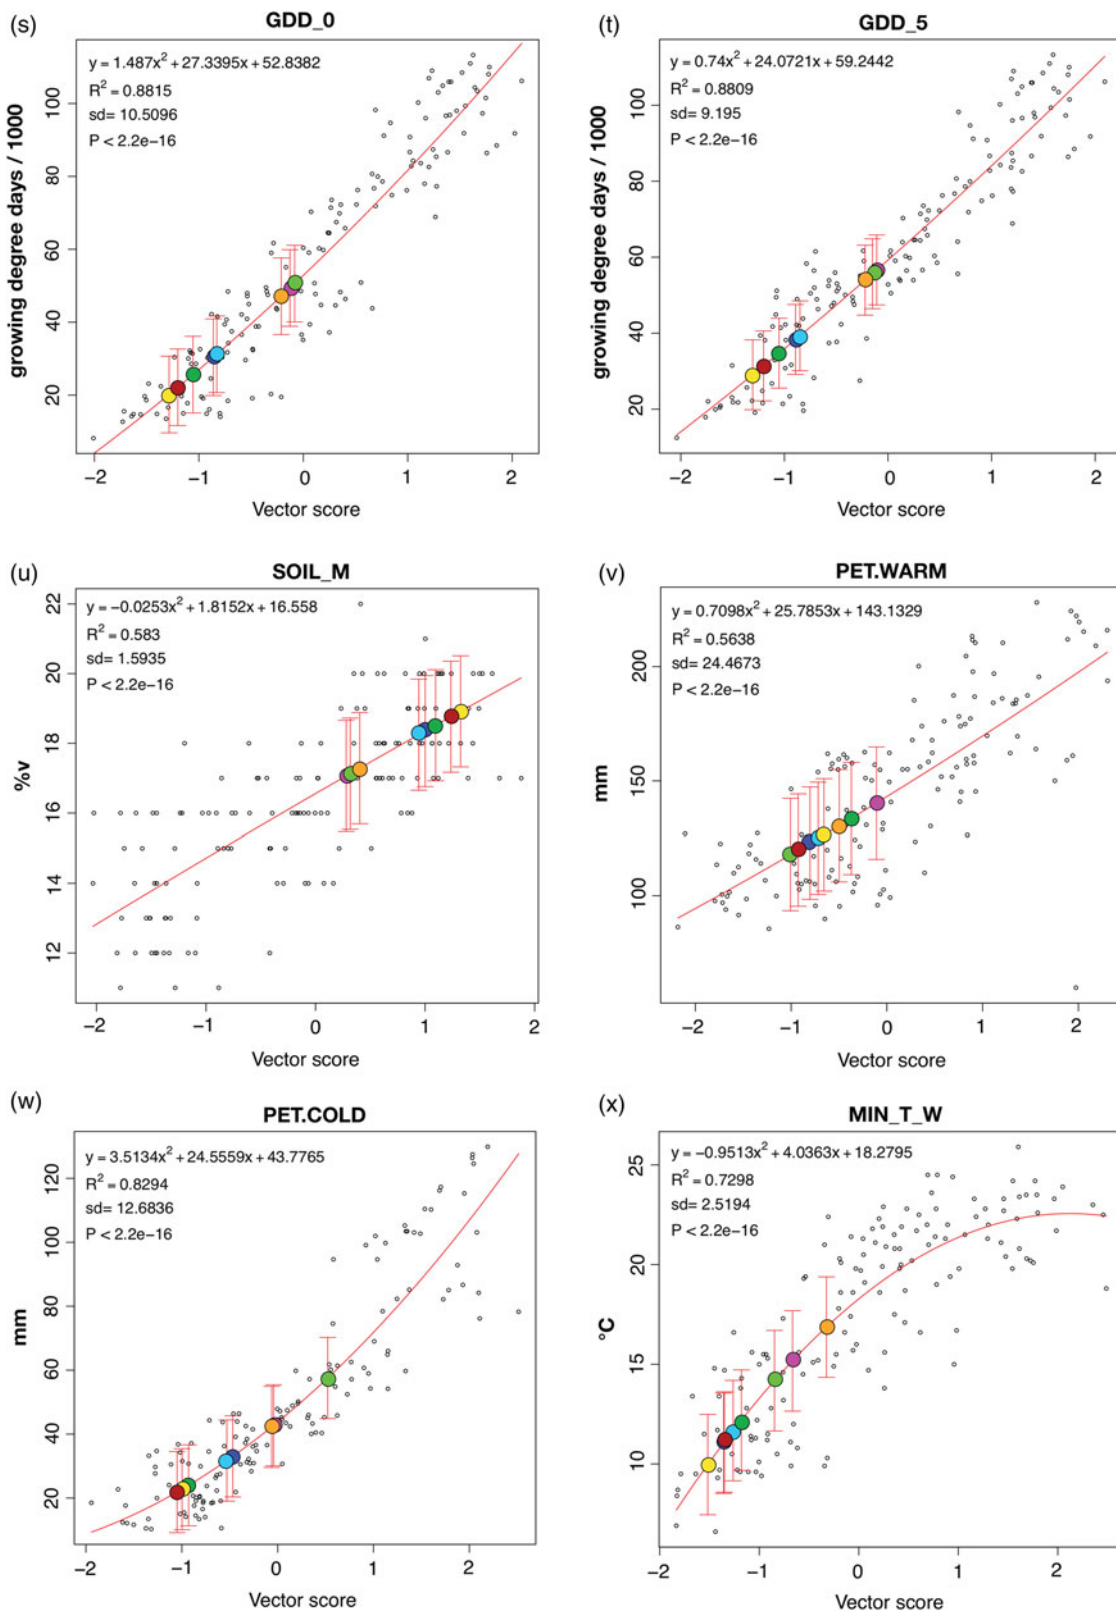 (s)
GDD_0
y = 1.487x² + 27.3395x + 52.8382
R² = 0.8815
sd= 10.5096
P < 2.2e−16
growing degree days / 1000
100
80
60
40
20
−2 −1 0 1 2
Vector score
(t)
GDD_5
y = 0.74x² + 24.0721x + 59.2442
R² = 0.8809
sd= 9.195
P < 2.2e−16
growing degree days / 1000
100
80
60
40
20
−2 −1 0 1 2
Vector score
(u)
SOIL_M
y = −0.0253x² + 1.8152x + 16.558
R² = 0.583
sd= 1.5935
P < 2.2e−16
%v
22
20
18
16
14
12
−2 −1 0 1 2
Vector score
(v)
PET.WARM
y = 0.7098x² + 25.7853x + 143.1329
R² = 0.5638
sd= 24.4673
P < 2.2e−16
mm
200
150
100
−2 −1 0 1 2
Vector score
(w)
PET.COLD
y = 3.5134x² + 24.5559x + 43.7765
R² = 0.8294
sd= 12.6836
P < 2.2e−16
mm
120
100
80
60
40
20
−2 −1 0 1 2
Vector score
(x)
MIN_T_W
y = −0.9513x² + 4.0363x + 18.2795
R² = 0.7298
sd= 2.5194
P < 2.2e−16
°C
25
20
15
10
−2 −1 0 1 2
Vector score